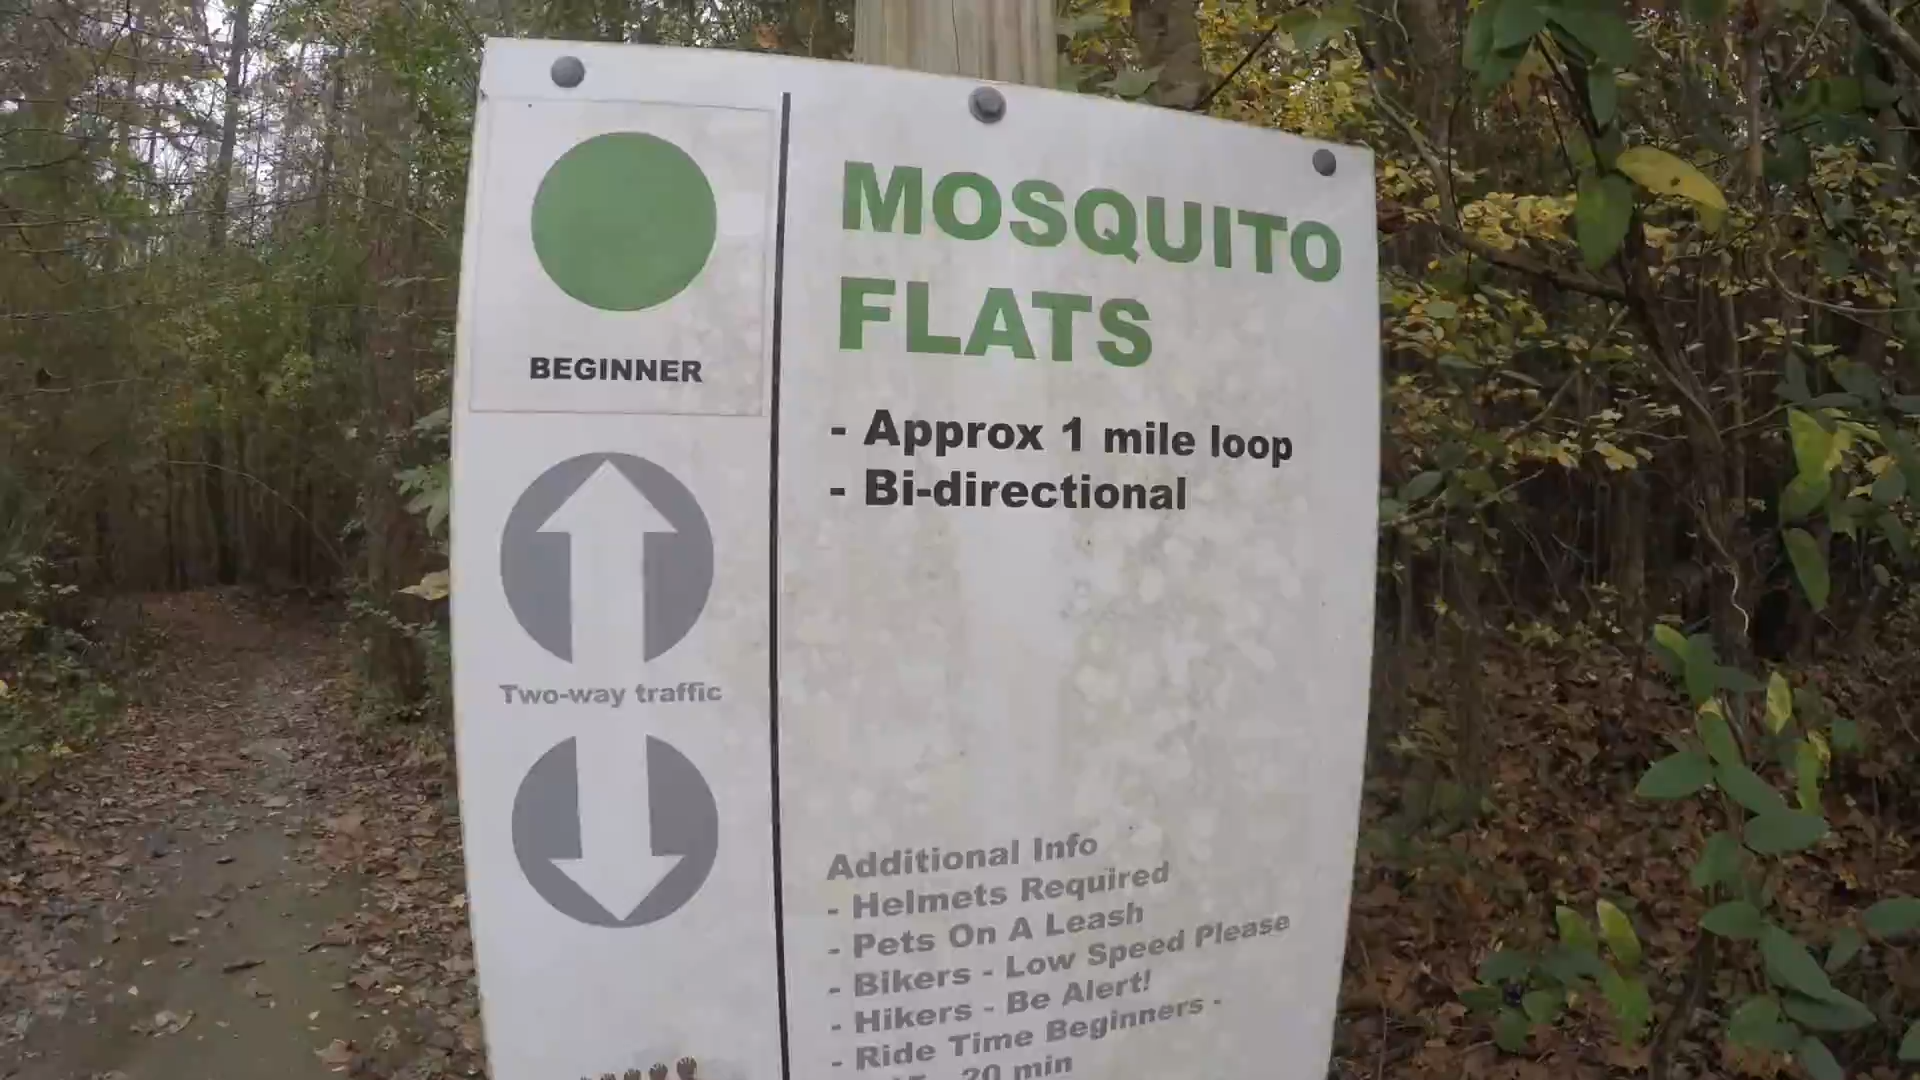 BEGINNER
Two-way traffic
MOSQUITO
FLATS
- Approx 1 mile loop
- Bi-directional
Additional Info
- Helmets Required
- Pets On A Leash
- Bikers - Low Speed Please
- Hikers - Be Alert!
- Ride Time Beginners -
20 min